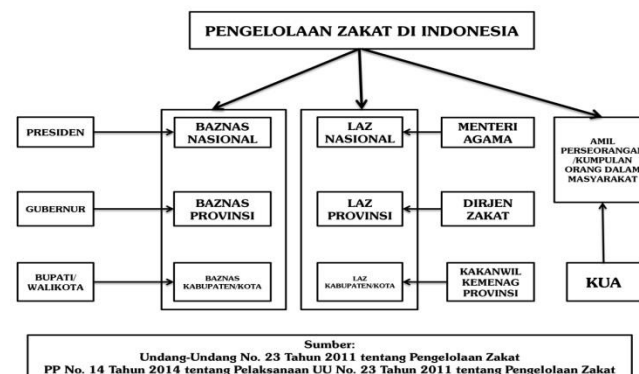 PENGELOLAAN ZAKAT DI INDONESIA
PRESIDEN
BAZNAS
NASIONAL
LAZ
NASIONAL
MENTERI
AGAMA
AMIL
PERSEORANGAN
/KUMPULAN
ORANG DALAM
MASYARAKAT
GUBERNUR
BAZNAS
PROVINSI
LAZ
PROVINSI
DIRJEN
ZAKAT
BUPATI/
WALIKOTA
BAZNAS
KABUPATEN/KOTA
LAZ
KABUPATEN/KOTA
KAKANWIL
KEMENAG
PROVINSI
KUA
Sumber:
Undang-Undang No. 23 Tahun 2011 tentang Pengelolaan Zakat
PP No. 14 Tahun 2014 tentang Pelaksanaan UU No. 23 Tahun 2011 tentang Pengelolaan Zakat